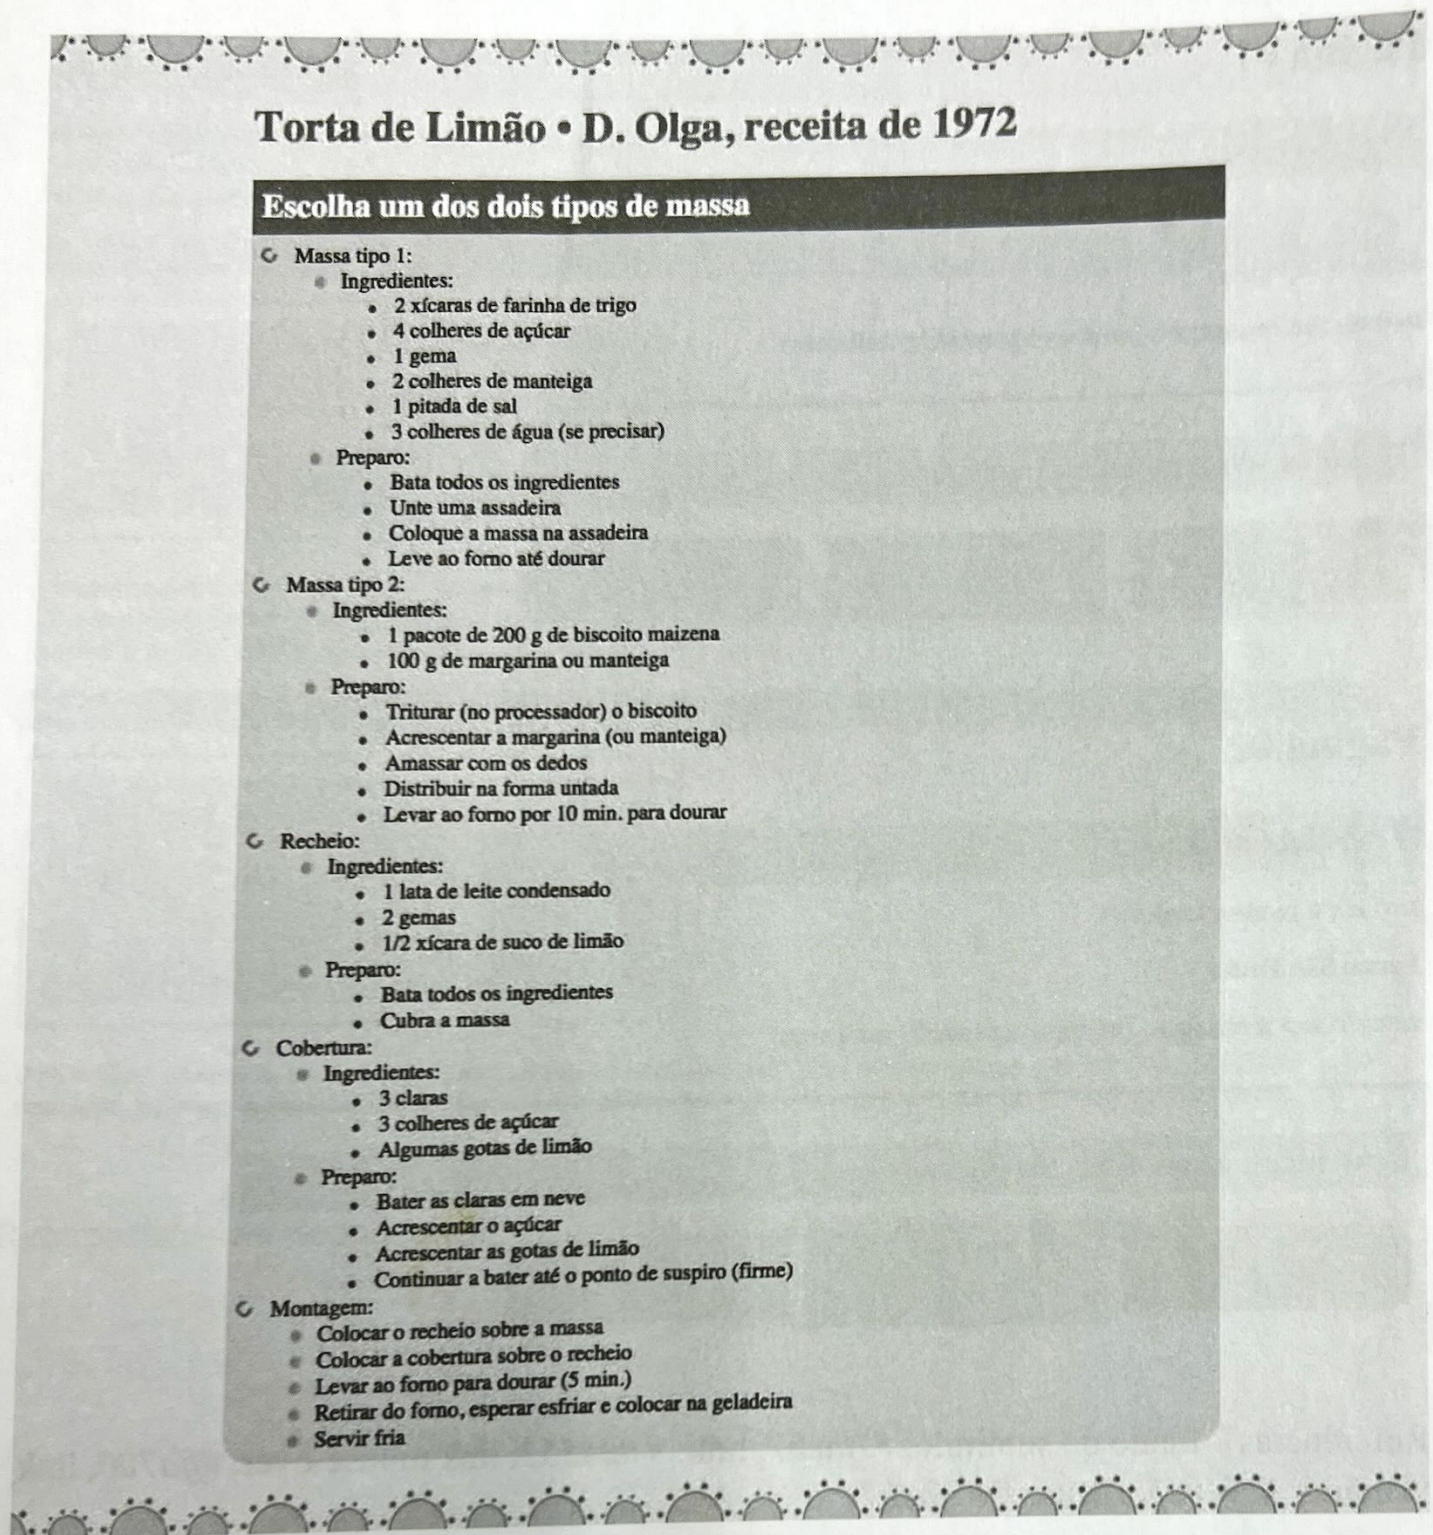 Torta de Limão • D. Olga, receita de 1972
Escolha um dos dois tipos de massa
Massa tipo 1:
Ingredientes:
• 2 xícaras de farinha de trigo
• 4 colheres de açúcar
• 1 gema
• 2 colheres de manteiga
• 1 pitada de sal
• 3 colheres de água (se precisar)
Preparo:
• Bata todos os ingredientes
• Unte uma assadeira
• Coloque a massa na assadeira
• Leve ao forno até dourar
Massa tipo 2:
Ingredientes:
• 1 pacote de 200 g de biscoito maizena
• 100 g de margarina ou manteiga
Preparo:
• Triturar (no processador) o biscoito
• Acrescentar a margarina (ou manteiga)
• Amassar com os dedos
• Distribuir na forma untada
• Levar ao forno por 10 min. para dourar
Recheio:
Ingredientes:
• 1 lata de leite condensado
• 2 gemas
• 1/2 xícara de suco de limão
Preparo:
• Bata todos os ingredientes
• Cubra a massa
Cobertura:
Ingredientes:
• 3 claras
• 3 colheres de açúcar
• Algumas gotas de limão
Preparo:
• Bater as claras em neve
• Acrescentar o açúcar
• Acrescentar as gotas de limão
• Continuar a bater até o ponto de suspiro (firme)
Montagem:
Colocar o recheio sobre a massa
Colocar a cobertura sobre o recheio
Levar ao forno para dourar (5 min.)
Retirar do forno, esperar esfriar e colocar na geladeira
Servir fria